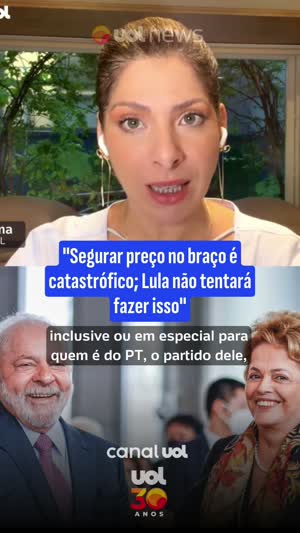 uol
uol news
na
L
"Segurar preço no braço é
catastrófico; Lula não tentará
fazer isso"
inclusive ou em especial para
quem é do PT, o partido dele,
canal uol
uol
30
ANOS